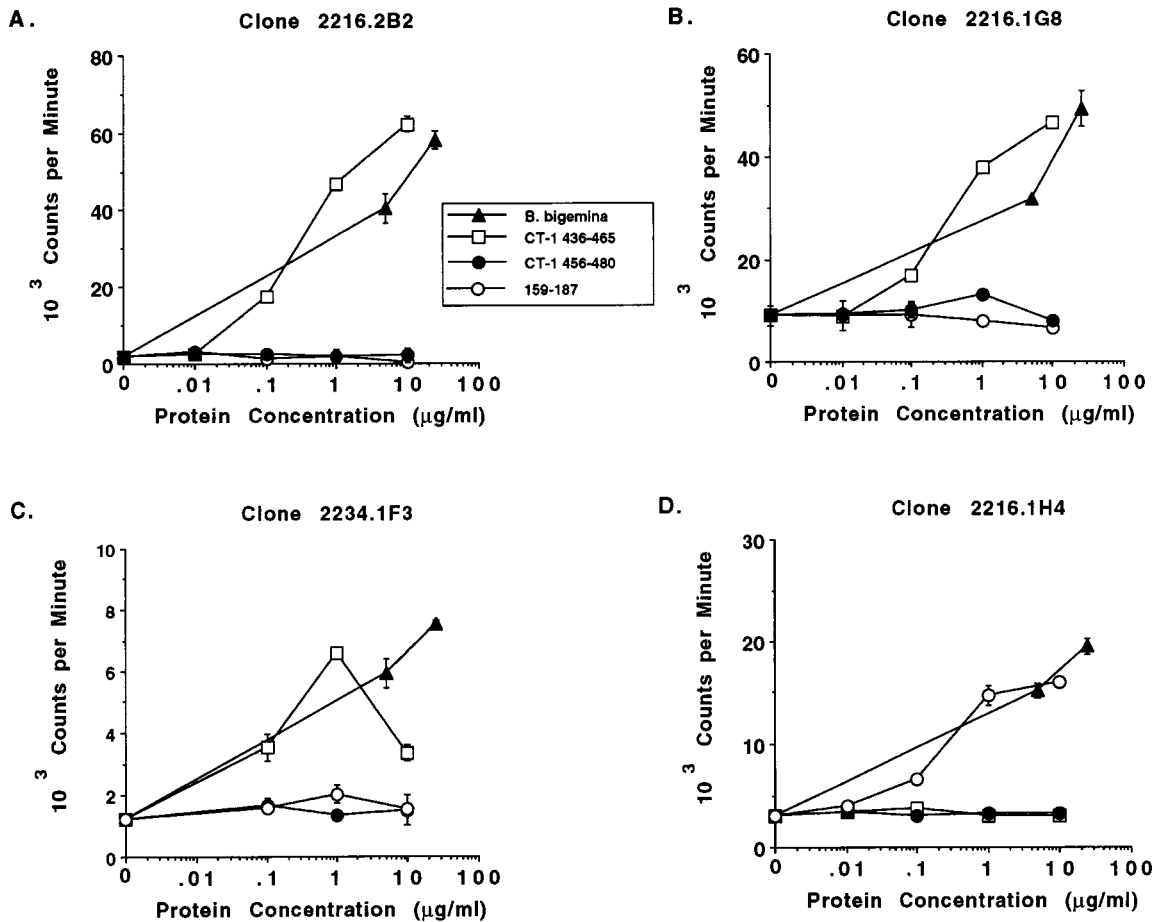 A.
Clone 2216.2B2
10 3 Counts per Minute
80
60
40
20
0
0 .01 .1 1 10 100
Protein Concentration (µg/ml)
B. bigemina
CT-1 436-465
CT-1 456-480
159-187
B.
Clone 2216.1G8
10 3 Counts per Minute
60
40
20
0
0 .01 .1 1 10 100
Protein Concentration (µg/ml)
C.
Clone 2234.1F3
10 3 Counts per Minute
10
8
6
4
2
0
0 .01 .1 1 10 100
Protein Concentration (µg/ml)
D.
Clone 2216.1H4
10 3 Counts per Minute
30
20
10
0
0 .01 .1 1 10 100
Protein Concentration (µg/ml)